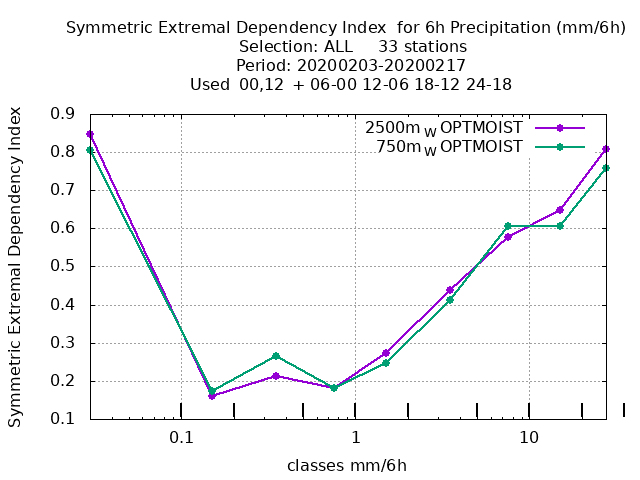 Symmetric Extremal Dependency Index  for 6h Precipitation (mm/6h)
Selection: ALL     33 stations
Period: 20200203-20200217
Used  00,12  + 06-00 12-06 18-12 24-18
2500m W OPTMOIST
750m W OPTMOIST
Symmetric Extremal Dependency Index
0.9
0.8
0.7
0.6
0.5
0.4
0.3
0.2
0.1
0.1 1 10
classes mm/6h